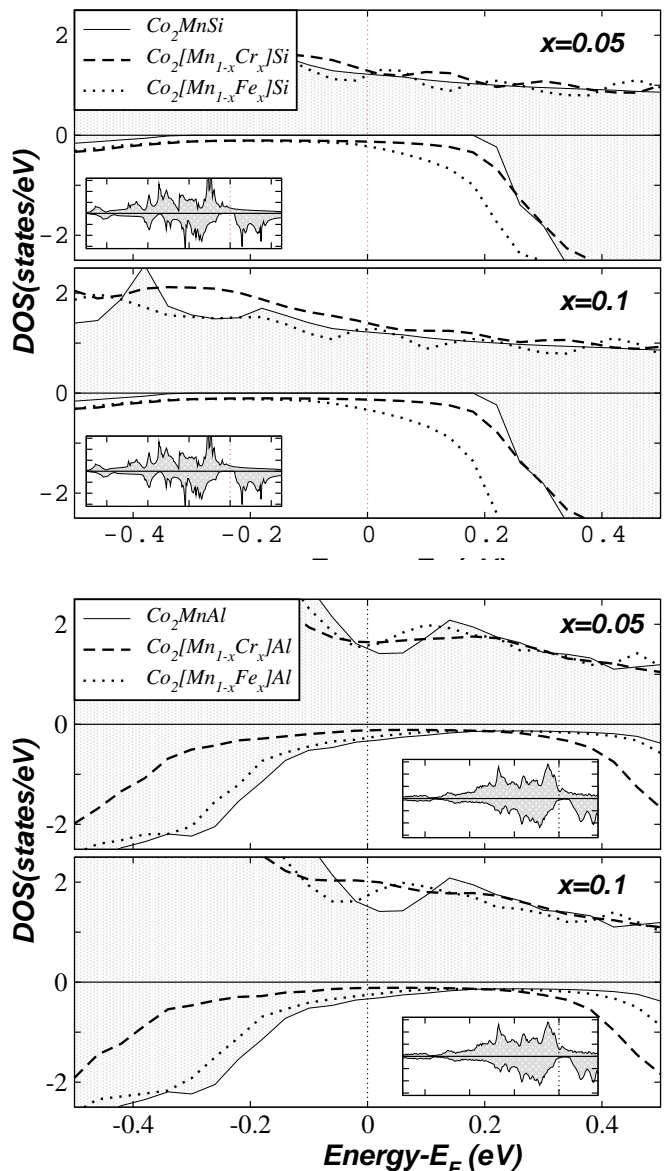 Co2MnSi
Co2[Mn1-xCrx]Si
Co2[Mn1-xFex]Si
x=0.05
2
0
-2
DOS(states/eV)
x=0.1
2
0
-2
-0.4 -0.2 0 0.2 0.4
Co2MnAl
Co2[Mn1-xCrx]Al
Co2[Mn1-xFex]Al
x=0.05
2
0
-2
DOS(states/eV)
x=0.1
2
0
-2
-0.4 -0.2 0 0.2 0.4
Energy-EF (eV)